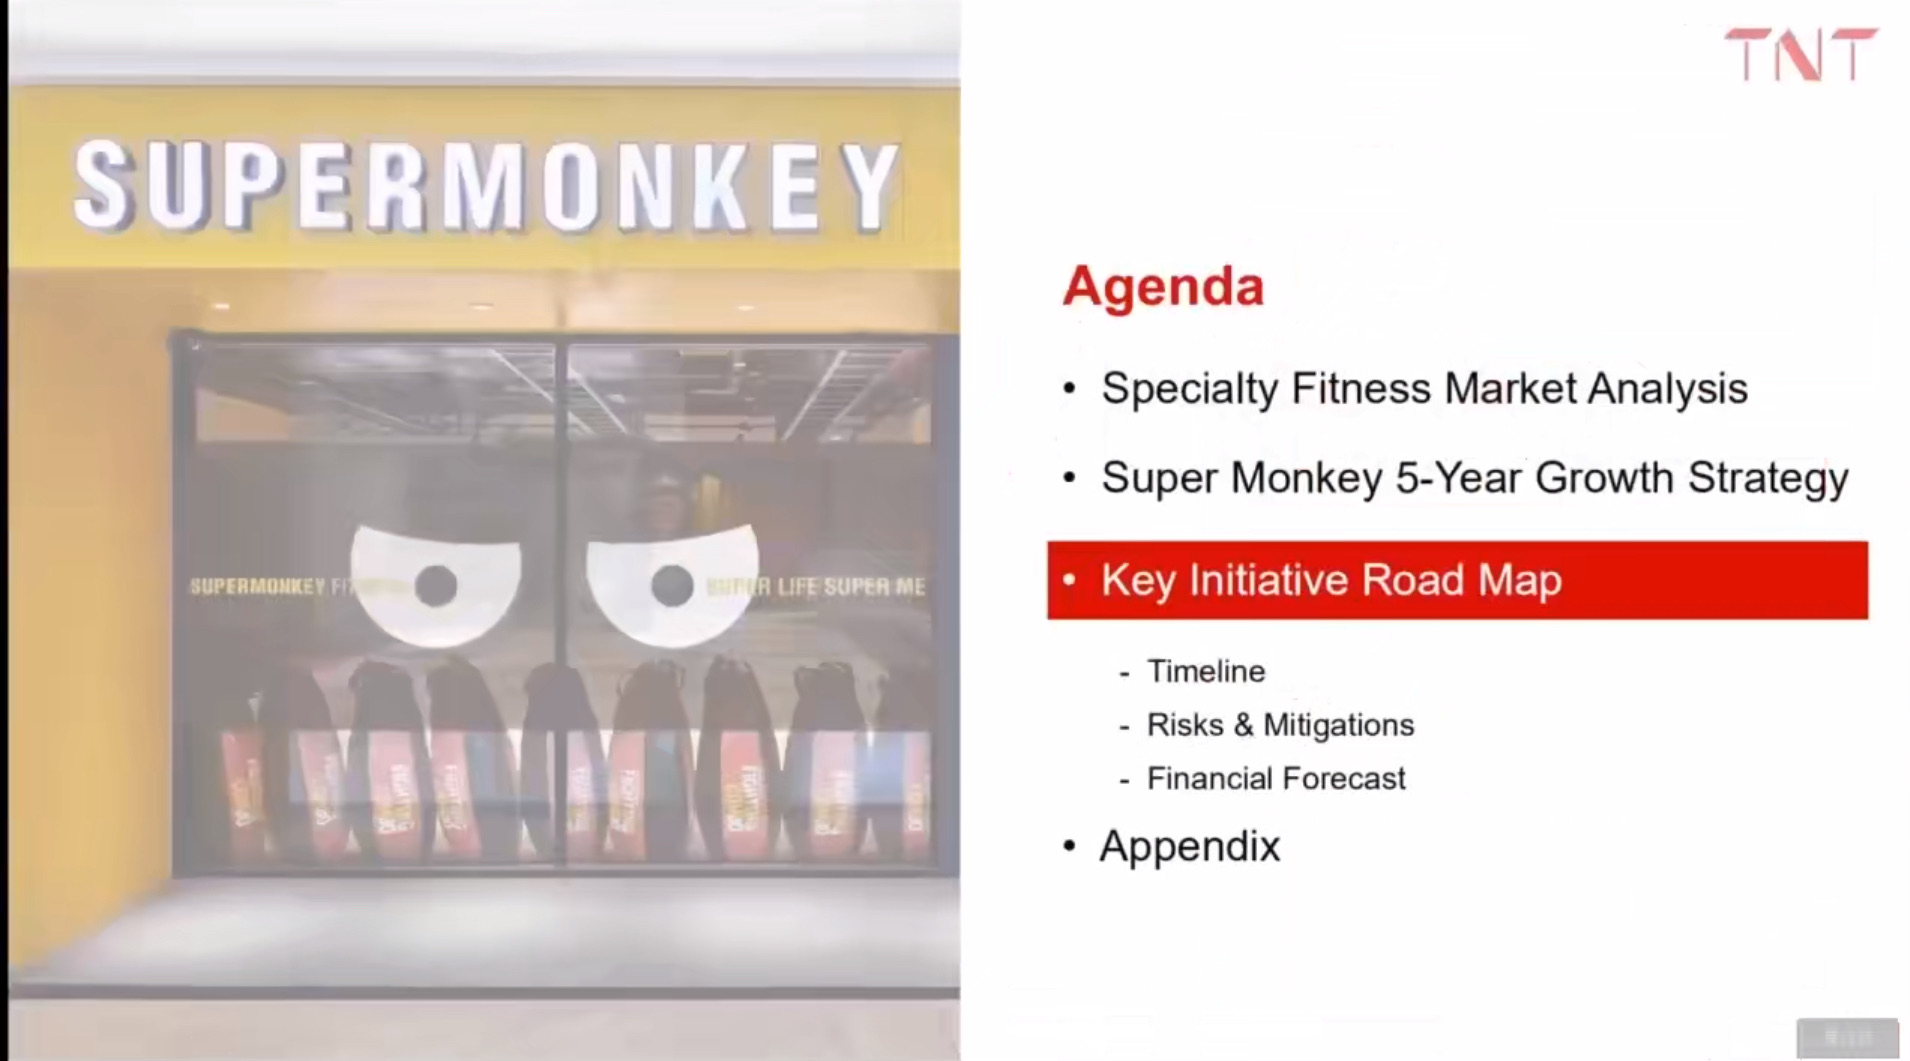 SUPERMONKEY
SUPERMONKEY
LIFE SUPER ME
TNT
Agenda
• Specialty Fitness Market Analysis
• Super Monkey 5-Year Growth Strategy
• Key Initiative Road Map
- Timeline
- Risks & Mitigations
- Financial Forecast
• Appendix